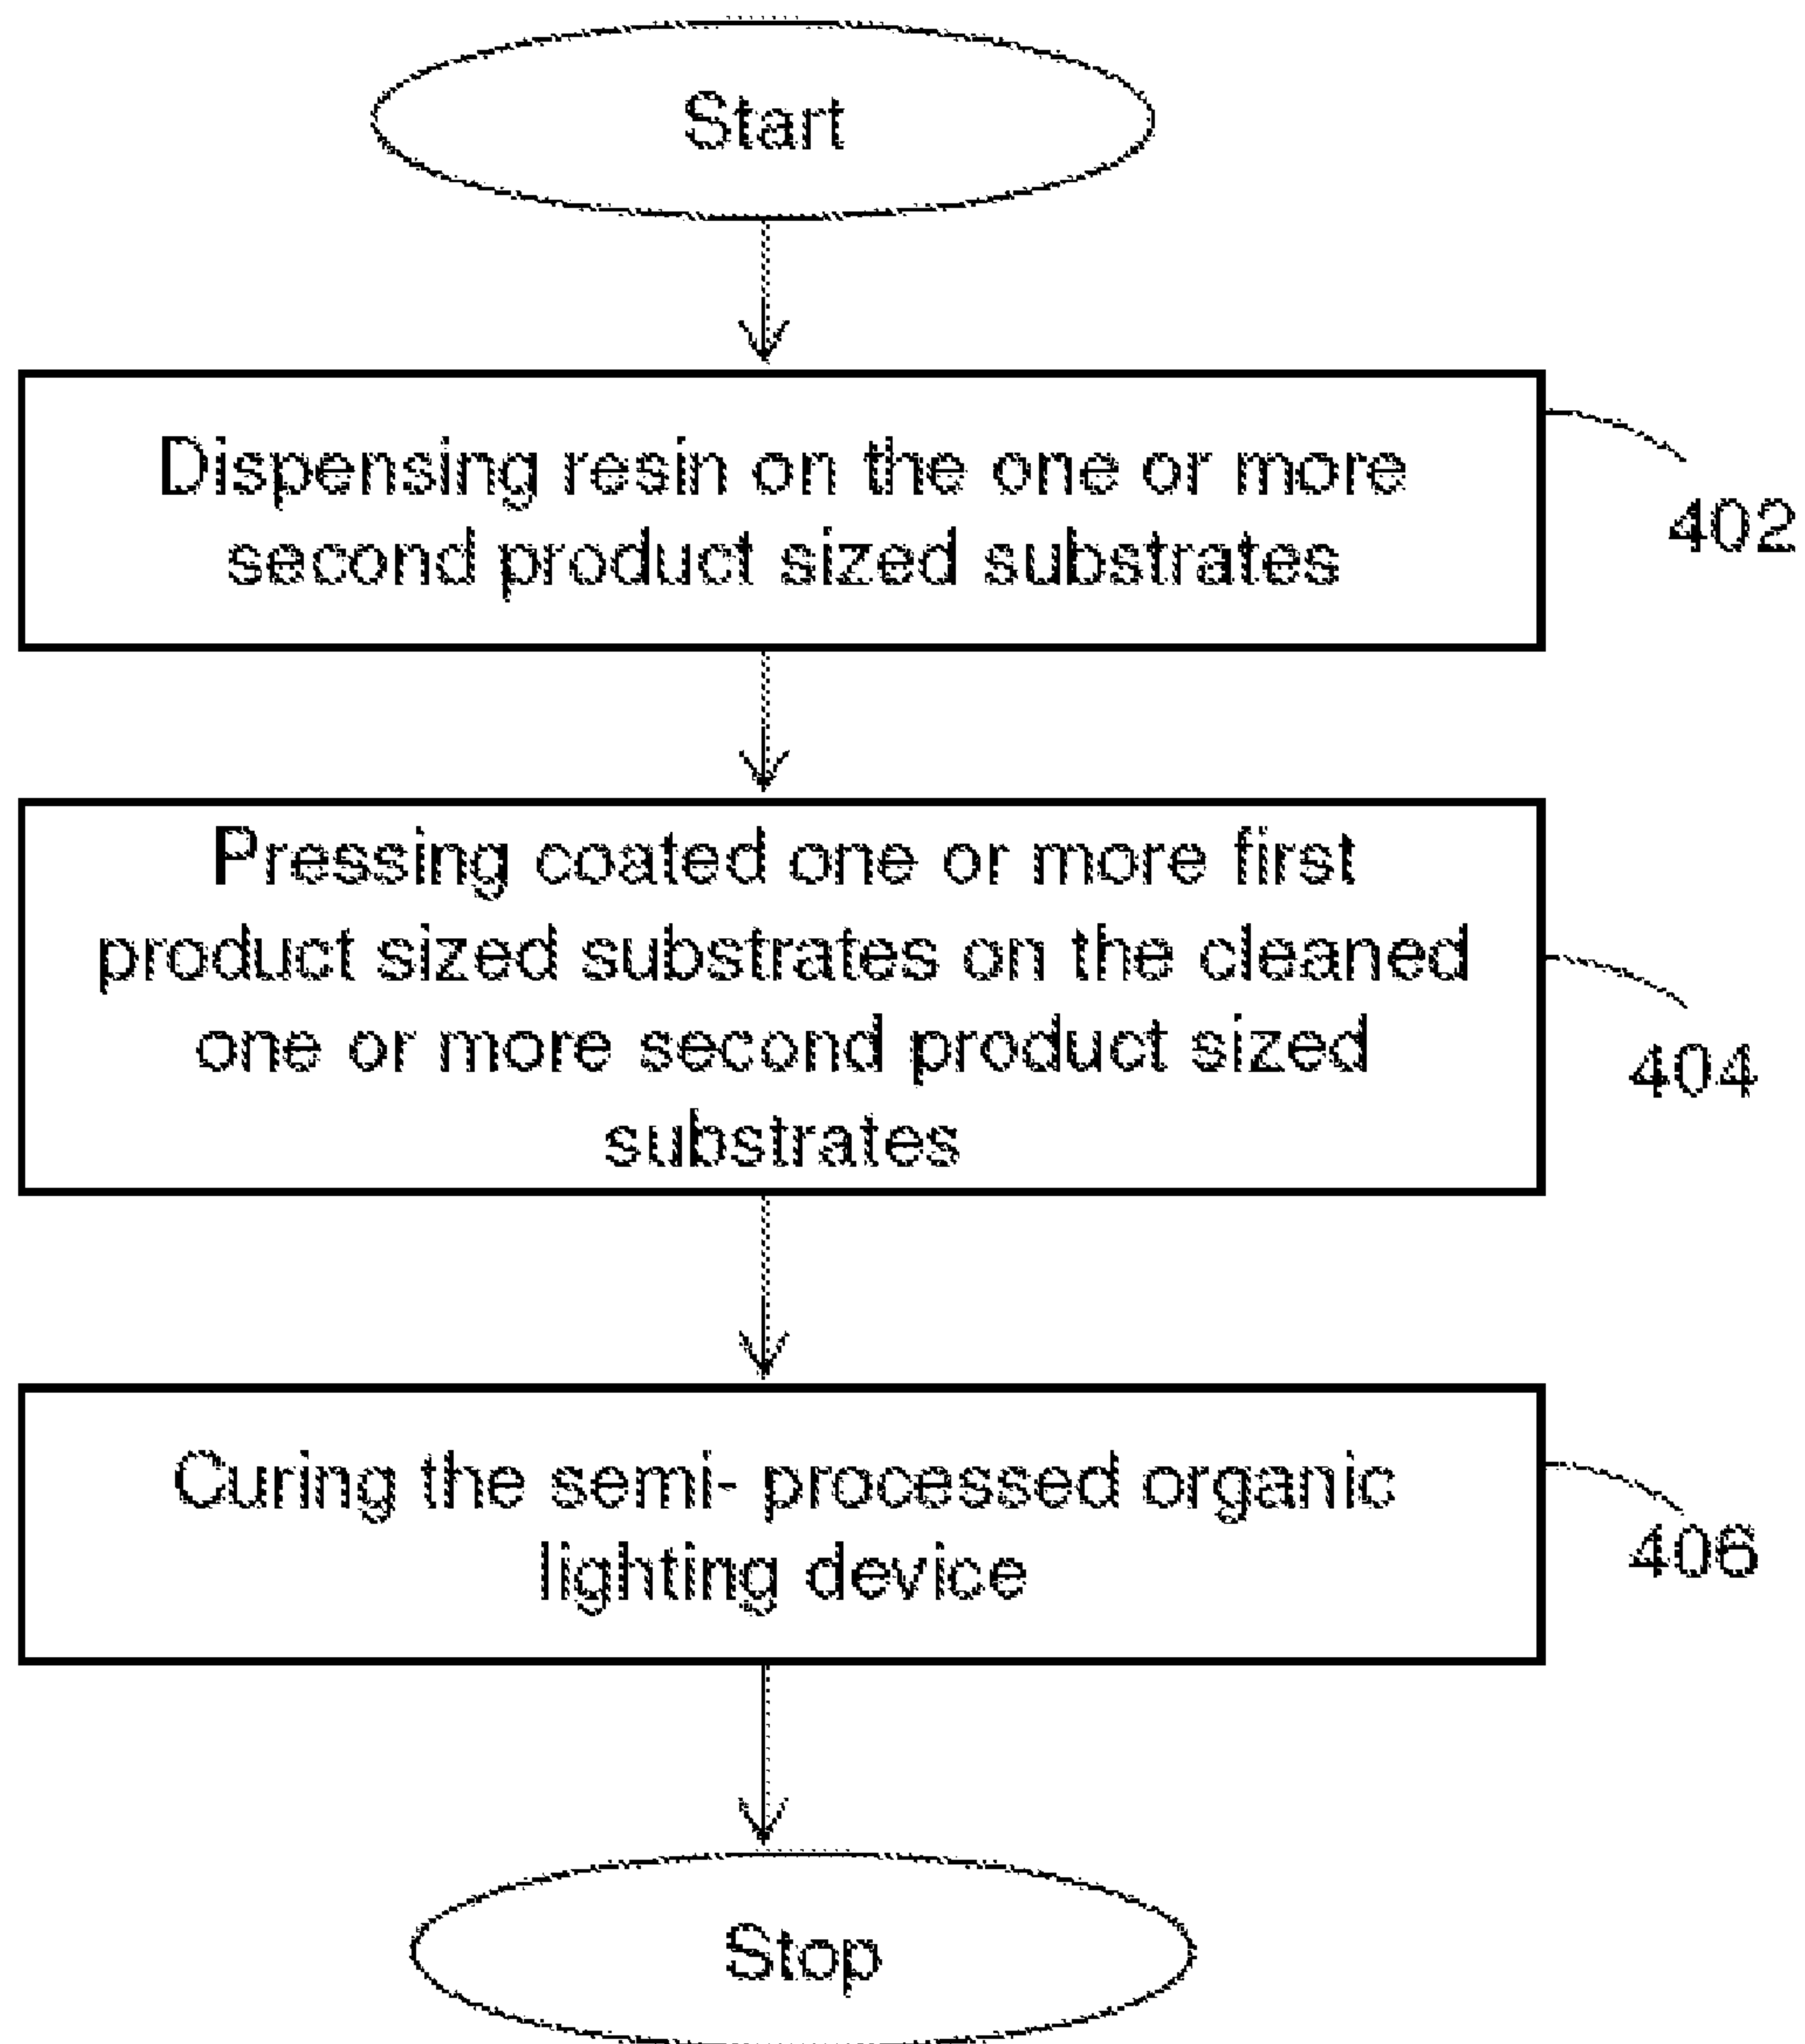 Start
Dispensing resin on the one or more
second product sized substrates
402
Pressing coated one or more first
product sized substrates on the cleaned
one or more second product sized
substrates
404
Curing the semi- processed organic
lighting device
406
Stop